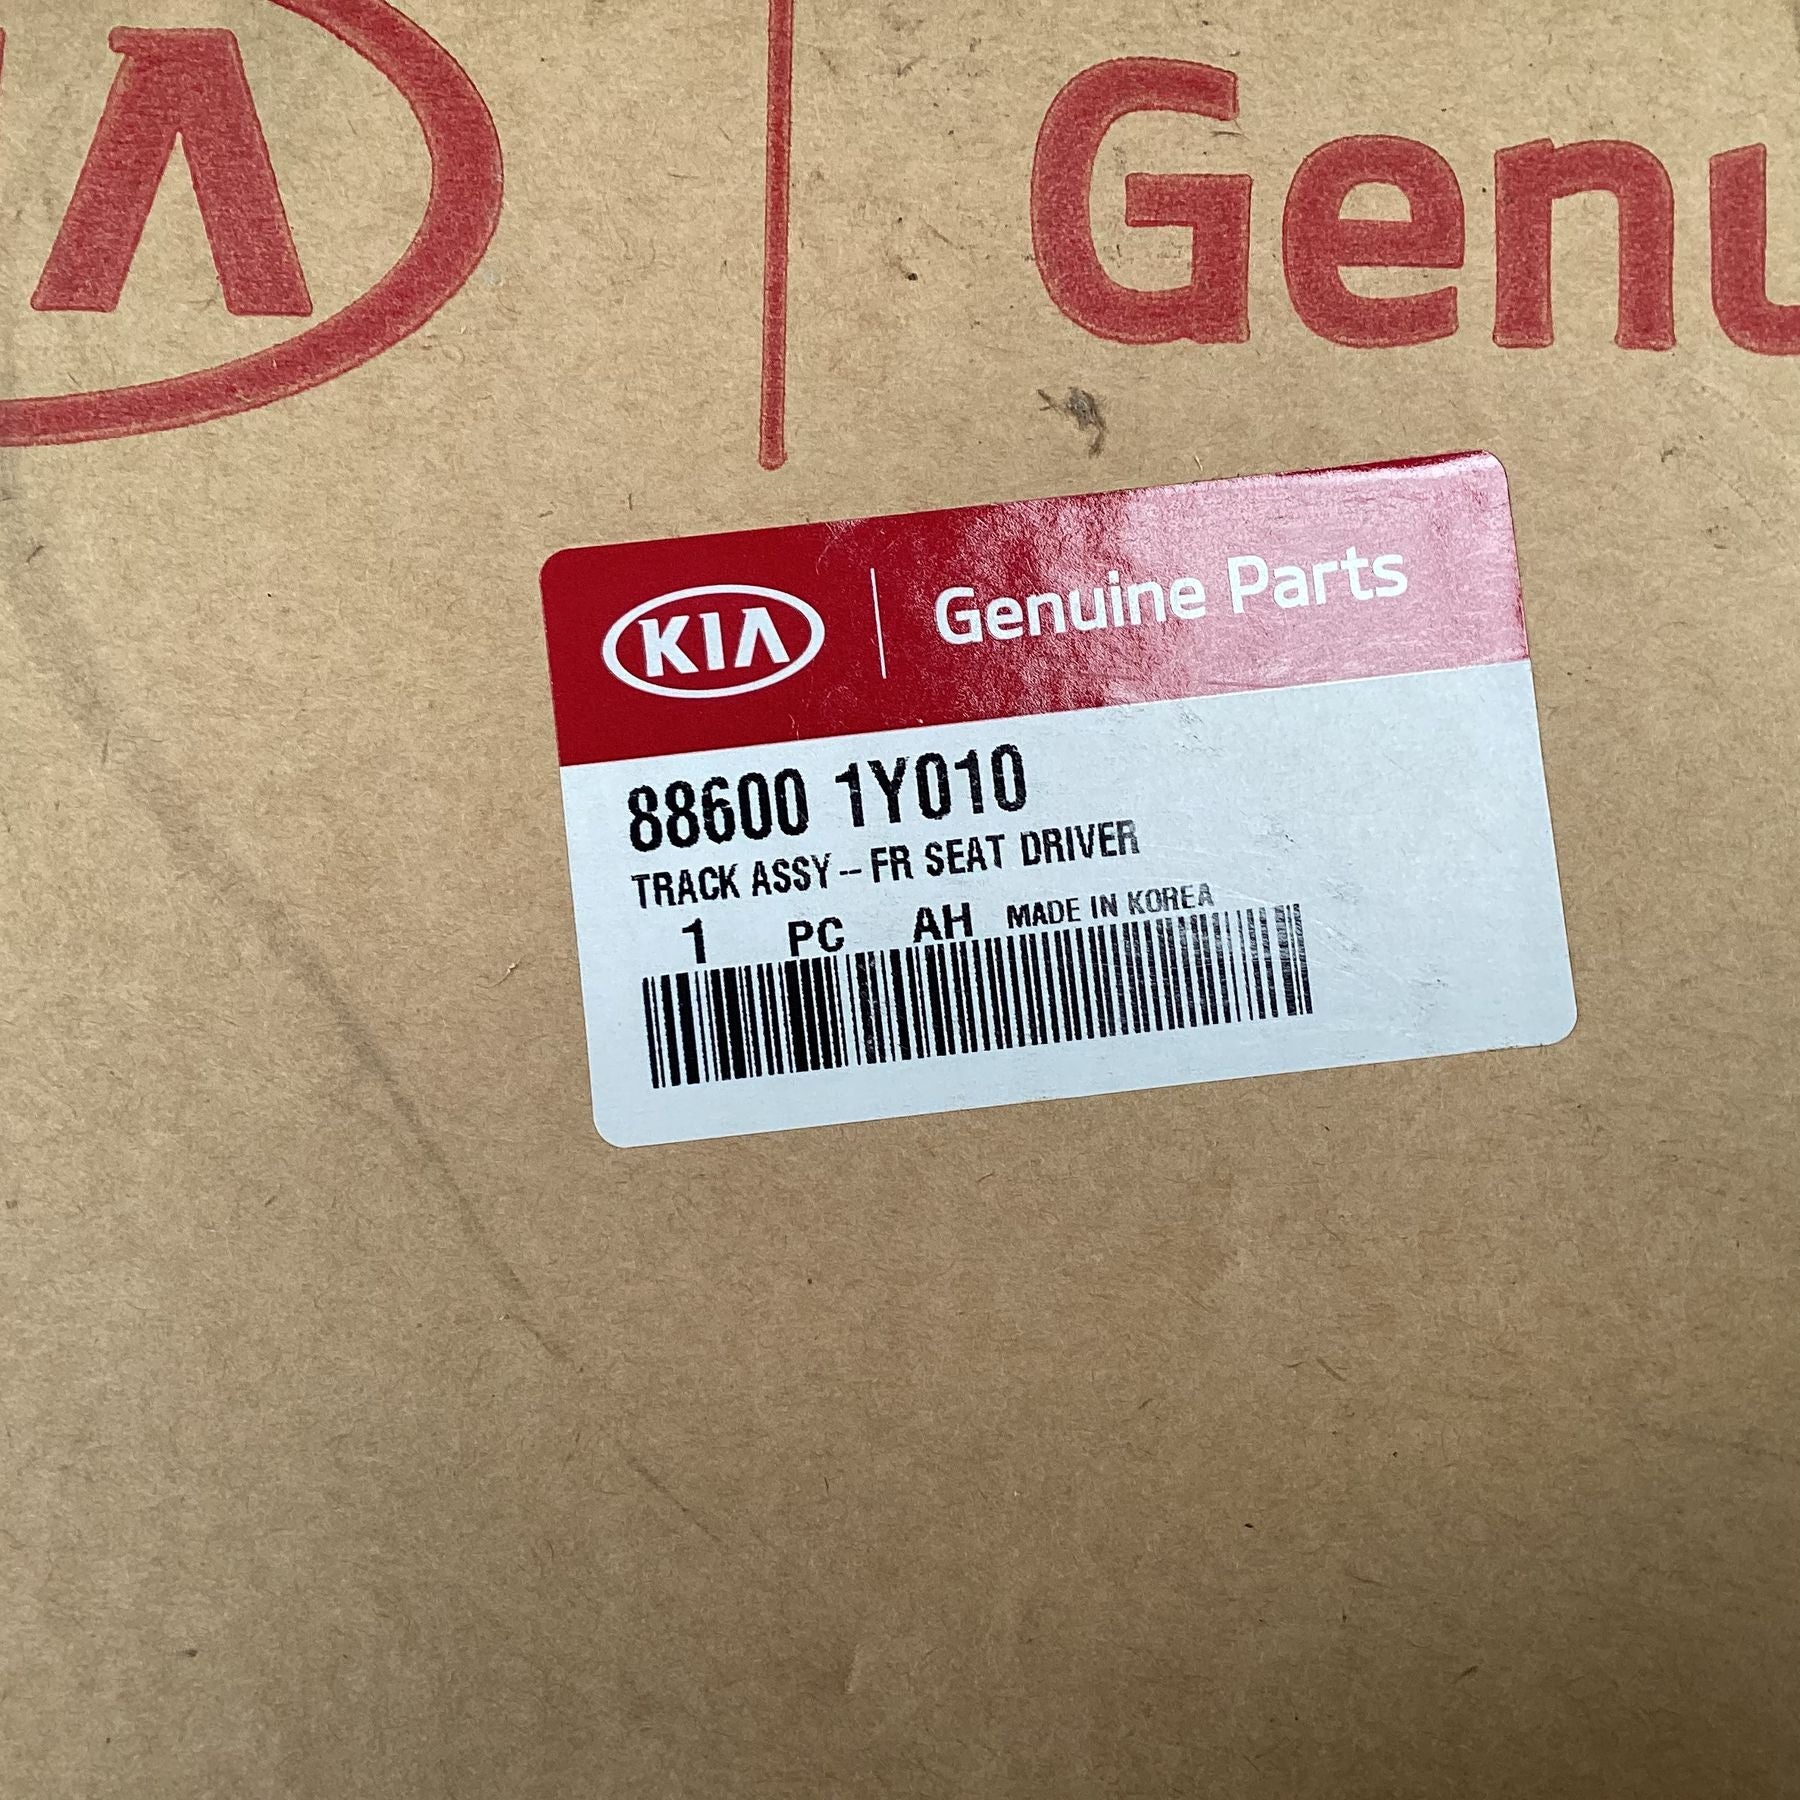 KIA Genu
KIA Genuine Parts
88600 1Y010
TRACK ASSY-- FR SEAT DRIVER
1 PC AH MADE IN KOREA